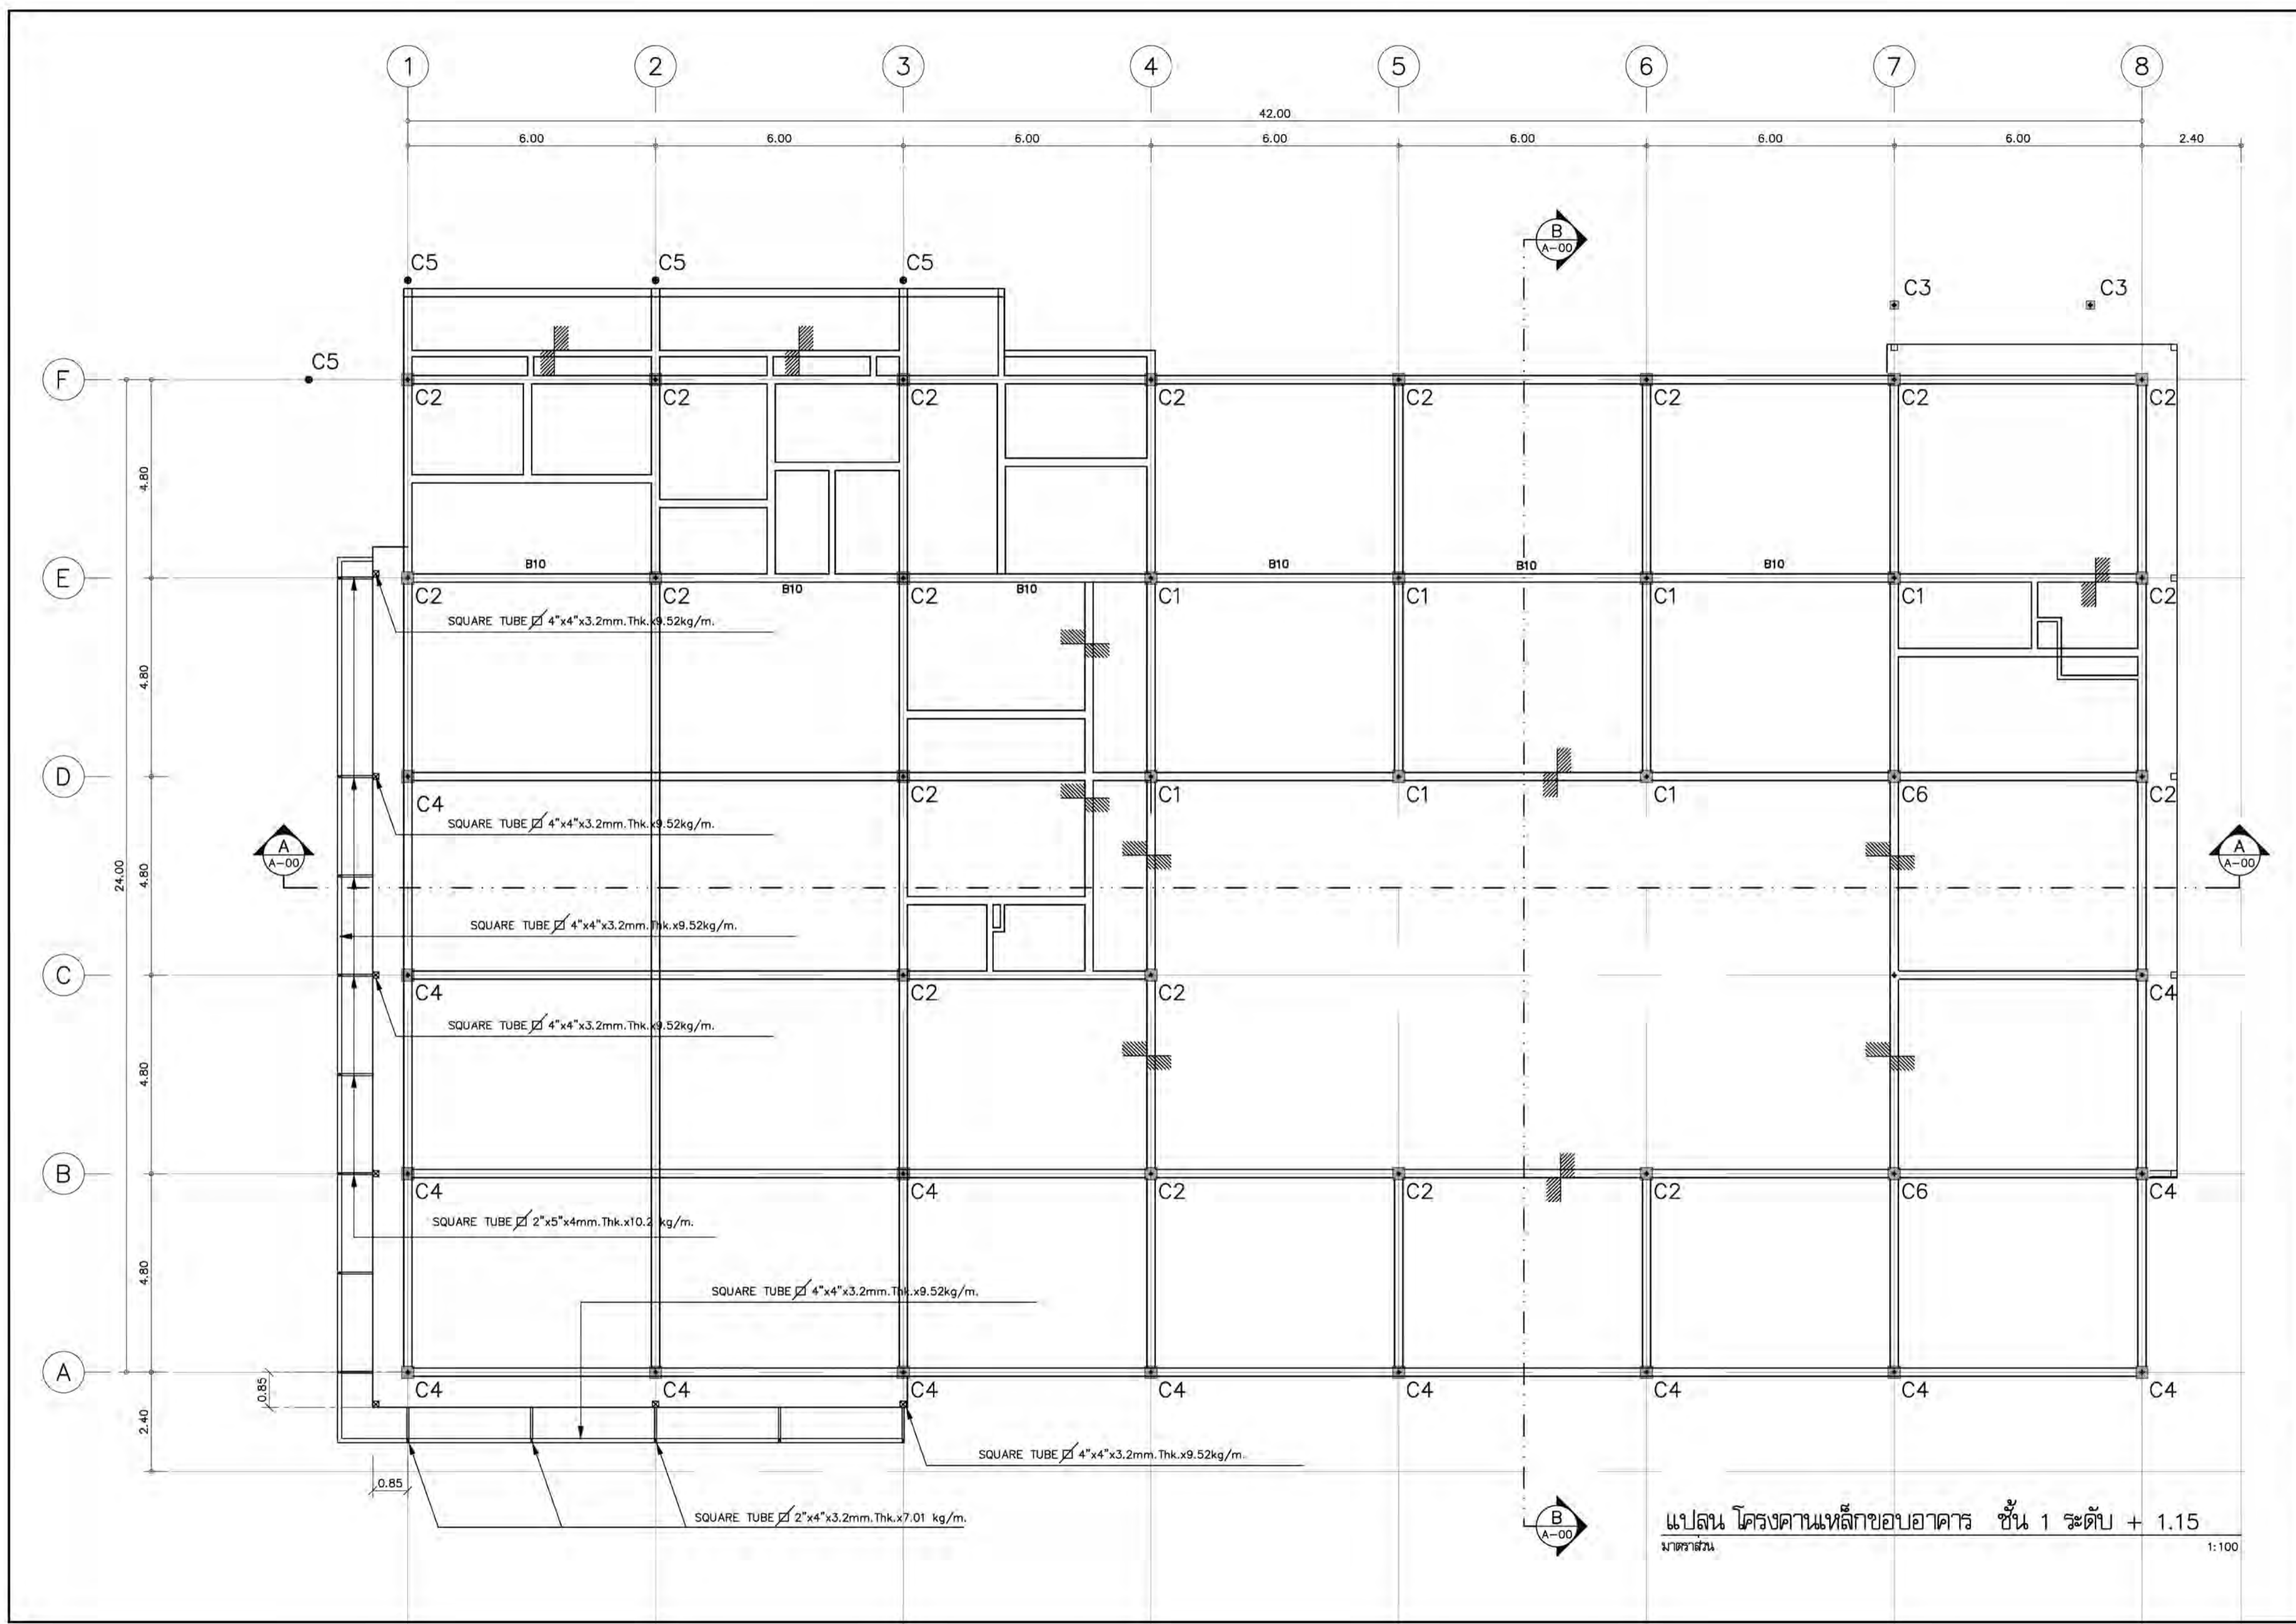 1 2 3 4 5 6 7 8
42.00
6.00 6.00 6.00 6.00 6.00 6.00 6.00 2.40
B
A-00
C5 C5 C5
C3 C3
C5
F
C2 C2 C2 C2 C2 C2 C2 C2
4.80
B10 B10 B10 B10
E
B10 B10
C2 C2 C2 C1 C1 C1 C1 C2
SQUARE TUBE 4"x4"x3.2mm.Thk.x9.52kg/m.
4.80
D
C4 C2 C1 C1 C1 C6 C2
SQUARE TUBE 4"x4"x3.2mm.Thk.x9.52kg/m.
A
A-00
A
A-00
24.00
4.80
SQUARE TUBE 4"x4"x3.2mm.Thk.x9.52kg/m.
C
C4 C2 C2 C4
SQUARE TUBE 4"x4"x3.2mm.Thk.x9.52kg/m.
4.80
B
C4 C4 C2 C2 C2 C6 C4
SQUARE TUBE 2"x5"x4mm.Thk.x10.2 kg/m.
4.80
SQUARE TUBE 4"x4"x3.2mm.Thk.x9.52kg/m.
A
C4 C4 C4 C4 C4 C4 C4 C4
0.85
2.40
SQUARE TUBE 4"x4"x3.2mm.Thk.x9.52kg/m.
0.85
SQUARE TUBE 2"x4"x3.2mm.Thk.x7.01 kg/m.
B
A-00
แปลน โครงคานเหล็กขอบอาคาร ชั้น 1 ระดับ + 1.15
มาตราส่วน 1:100